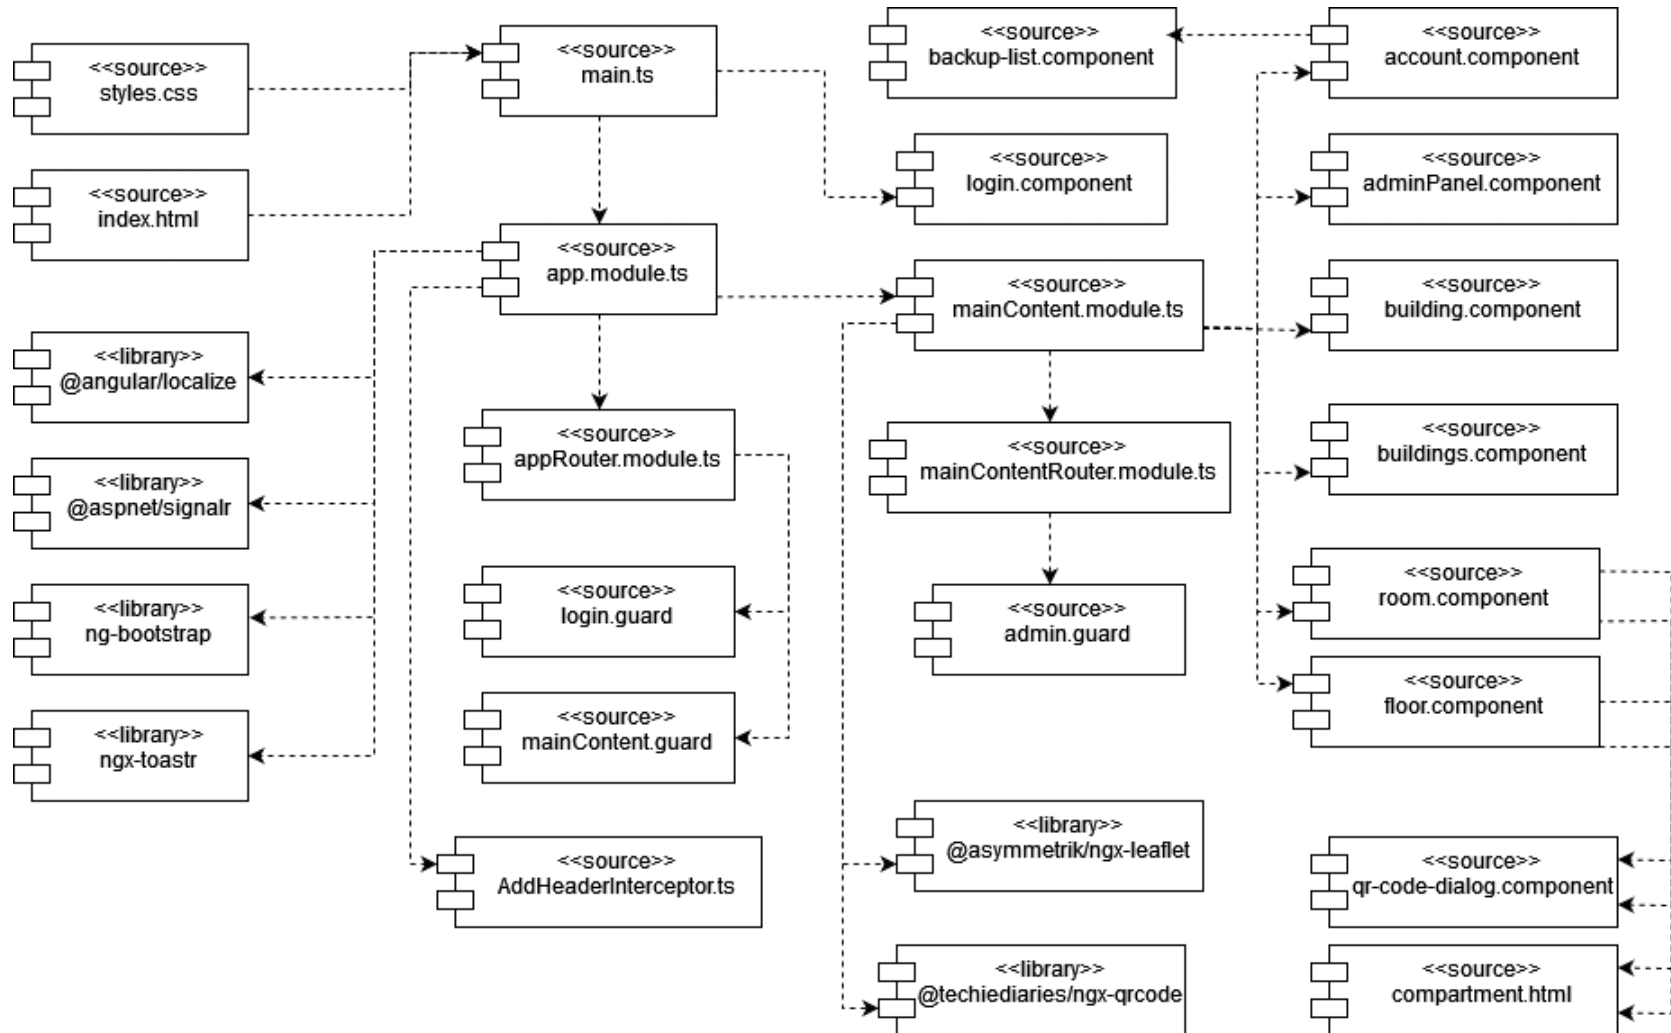 <<source>>
styles.css
<<source>>
index.html
<<library>>
@angular/localize
<<library>>
@aspnet/signalr
<<library>>
ng-bootstrap
<<library>>
ngx-toastr
<<source>>
main.ts
<<source>>
app.module.ts
<<source>>
appRouter.module.ts
<<source>>
login.guard
<<source>>
mainContent.guard
<<source>>
AddHeaderInterceptor.ts
<<source>>
backup-list.component
<<source>>
login.component
<<source>>
mainContent.module.ts
<<source>>
mainContentRouter.module.ts
<<source>>
admin.guard
<<library>>
@asymmetrik/ngx-leaflet
<<library>>
@techiediaries/ngx-qrcode
<<source>>
account.component
<<source>>
adminPanel.component
<<source>>
building.component
<<source>>
buildings.component
<<source>>
room.component
<<source>>
floor.component
<<source>>
qr-code-dialog.component
<<source>>
compartment.html